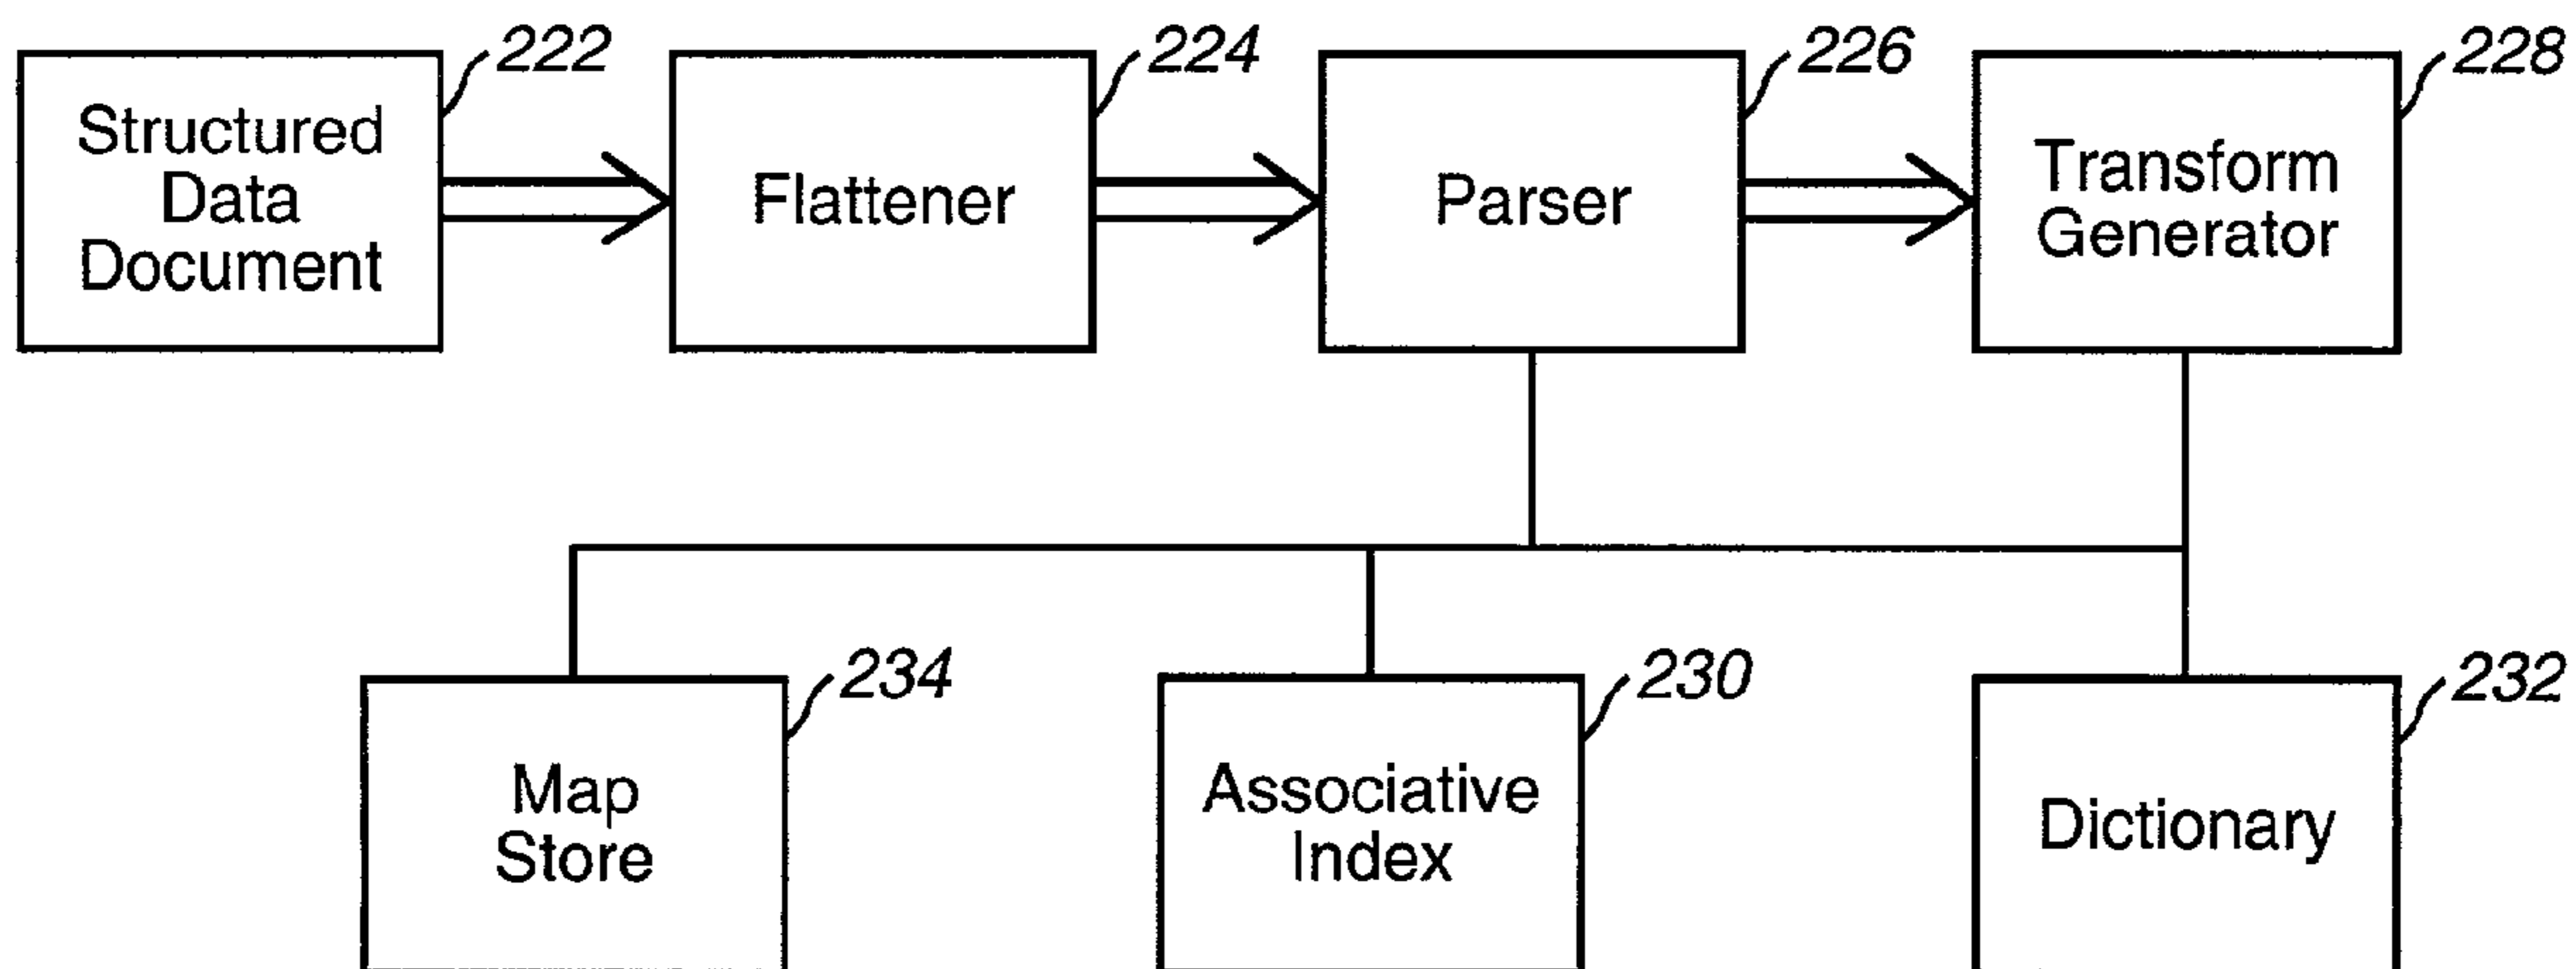 222
Structured
Data
Document
224
Flattener
226
Parser
228
Transform
Generator
234
Map
Store
230
Associative
Index
232
Dictionary